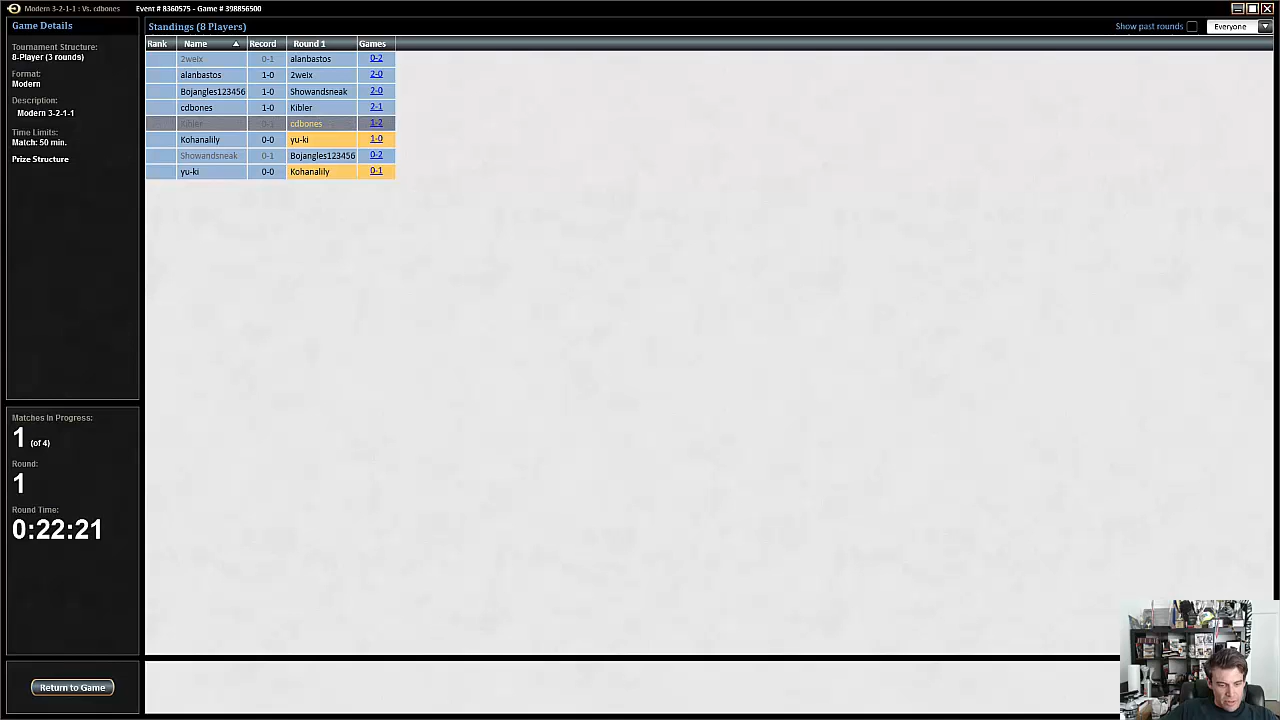 Modern 3-2-1-1 : Vs. cdbones Event # 8360575 - Game # 398856500
Game Details
Tournament Structure:
8-Player (3 rounds)
Format:
Modern
Description:
Modern 3-2-1-1
Time Limits:
Match: 50 min.
Prize Structure
Standings (8 Players) Show past rounds Everyone
Rank Name Record Round 1 Games
2weix 0-1 alanbastos 0-2
alanbastos 1-0 2weix 2-0
Bojangles123456 1-0 Showandsneak 2-0
cdbones 1-0 Kibler 2-1
Kibler 0-1 cdbones 1-2
Kohanalily 0-0 yu-ki 1-0
Showandsneak 0-1 Bojangles123456 0-2
yu-ki 0-0 Kohanalily 0-1
Matches In Progress:
1 (of 4)
Round:
1
Round Time:
0:22:21
Return to Game